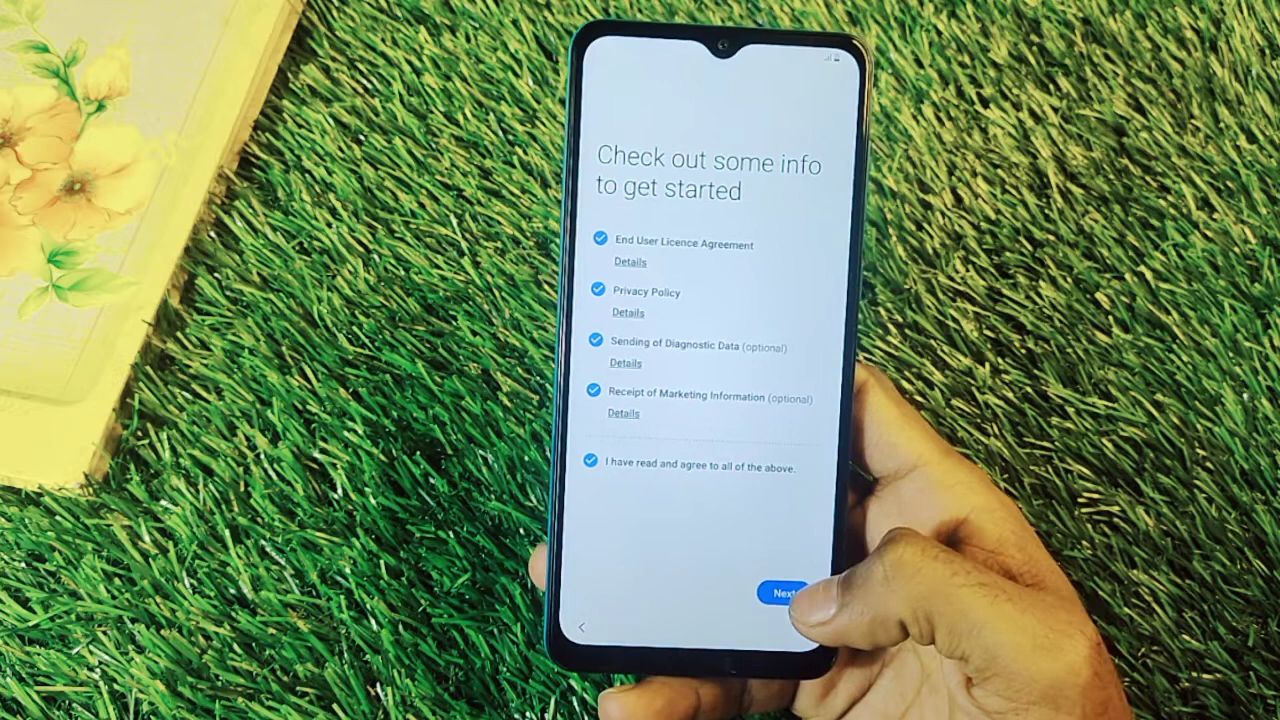 Check out some info
to get started
End User Licence Agreement
Details
Privacy Policy
Details
Sending of Diagnostic Data (optional)
Details
Receipt of Marketing Information (optional)
Details
I have read and agree to all of the above.
Next